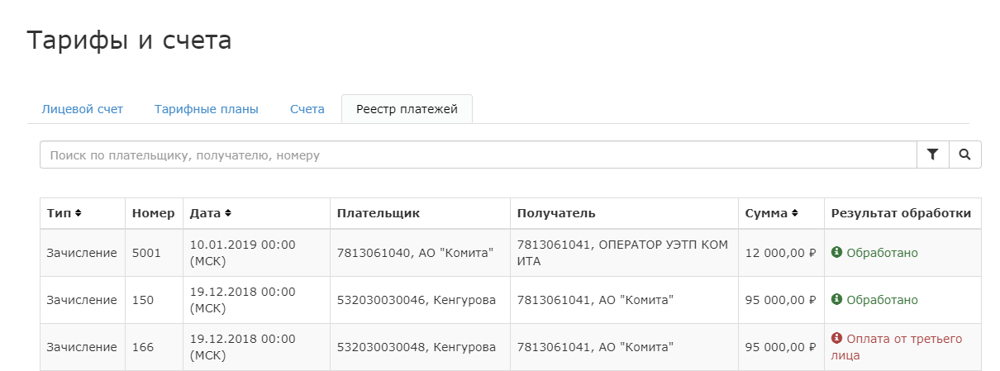 Тарифы и счета
Лицевой счет Тарифные планы Счета Реестр платежей
Поиск по плательщику, получателю, номеру
Тип Номер Дата Плательщик Получатель Сумма Результат обработки
Зачисление 5001 10.01.2019 00:00 (МСК) 7813061040, АО "Комита" 7813061041, ОПЕРАТОР УЭТП КОМИТА 12 000,00 ₽ Обработано
Зачисление 150 19.12.2018 00:00 (МСК) 532030030046, Кенгурова 7813061041, АО "Комита" 95 000,00 ₽ Обработано
Зачисление 166 19.12.2018 00:00 (МСК) 532030030048, Кенгурова 7813061041, АО "Комита" 95 000,00 ₽ Оплата от третьего лица